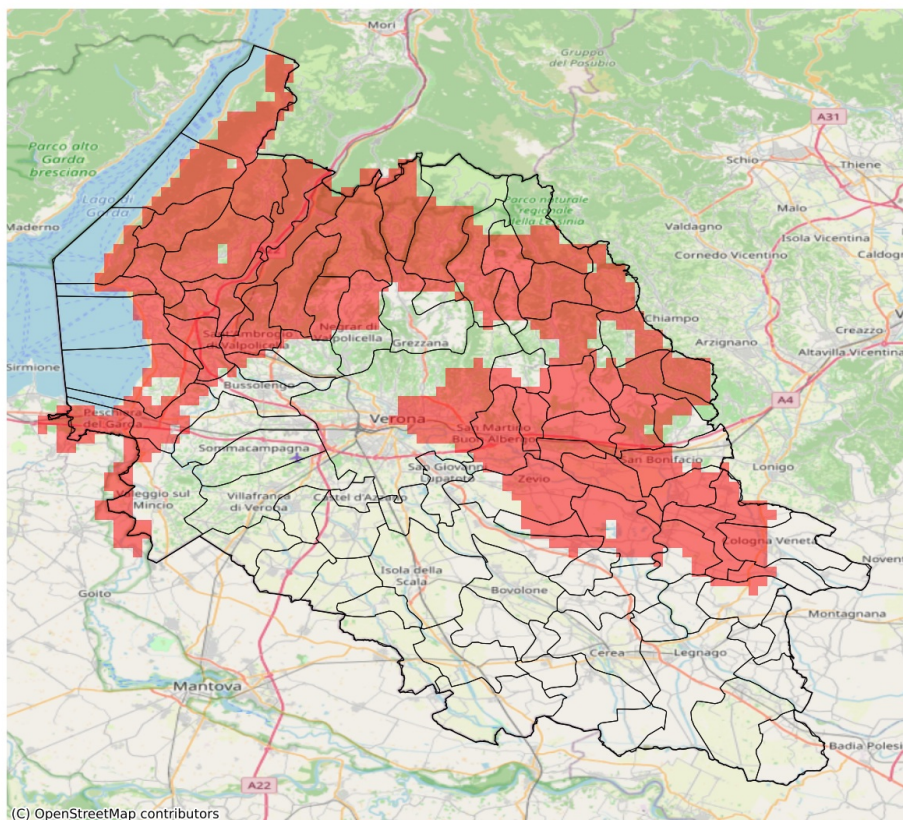 Mori
Gruppo
del Pasubio
A31
Parco alto
Garda
bresciano
Schio
Thiene
Lago di
Garda
Parco naturale
regionale
della Lessinia
Malo
Maderno
Valdagno
Isola Vicentina
Cornedo Vicentino
Caldogn
Chiampo
Sant'Ambrogio
di Valpolicella
Negrar di
Valpolicella
Grezzana
Arzignano
Creazzo
Altavilla Vicentina
Sirmione
Bussolengo
A4
Peschiera
del Garda
Verona
San Martino
Buon Albergo
Sommacampagna
San Giovanni
Lupatoto
San Bonifacio
Lonigo
Zevio
Valeggio sul
Mincio
Villafranca
di Verona
Castel d'Azzano
Cologna Veneta
Novent
Isola della
Scala
Goito
Bovolone
Montagnana
Cerea
Legnago
Mantova
Badia Polesi
A22
(C) OpenStreetMap contributors